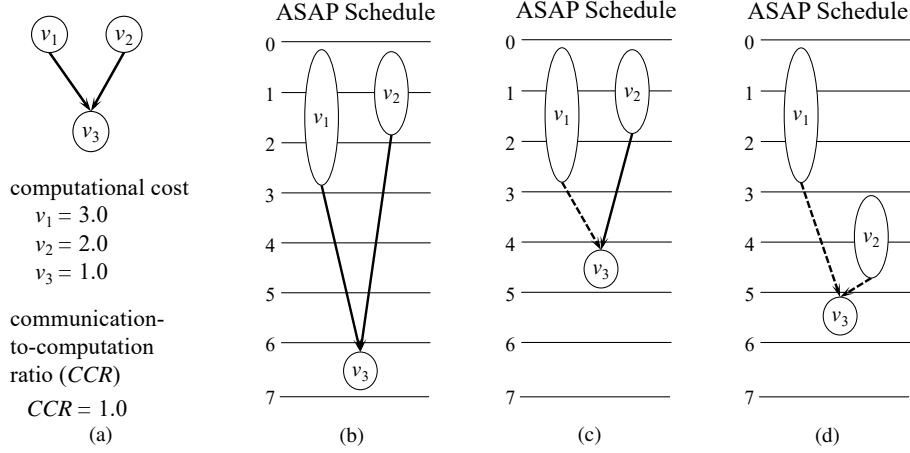 v1
v2
v3
computational cost
v1 = 3.0
v2 = 2.0
v3 = 1.0
communication-
to-computation
ratio (CCR)
CCR = 1.0
(a)
ASAP Schedule
0
1
2
3
4
5
6
7
v1
v2
v3
(b)
ASAP Schedule
0
1
2
3
4
5
6
7
v1
v2
v3
(c)
ASAP Schedule
0
1
2
3
4
5
6
7
v1
v2
v3
(d)